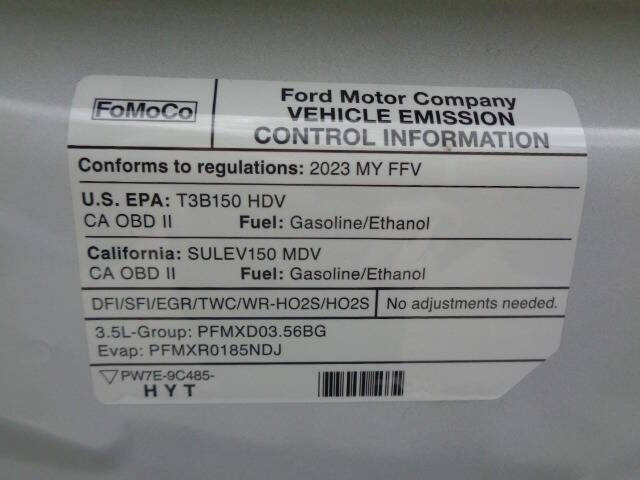 FoMoCo
Ford Motor Company
VEHICLE EMISSION
CONTROL INFORMATION
Conforms to regulations: 2023 MY FFV
U.S. EPA: T3B150 HDV
CA OBD II Fuel: Gasoline/Ethanol
California: SULEV150 MDV
CA OBD II Fuel: Gasoline/Ethanol
DFI/SFI/EGR/TWC/WR-HO2S/HO2S No adjustments needed.
3.5L-Group: PFMXD03.56BG
Evap: PFMXR0185NDJ
PW7E-9C485-
HYT